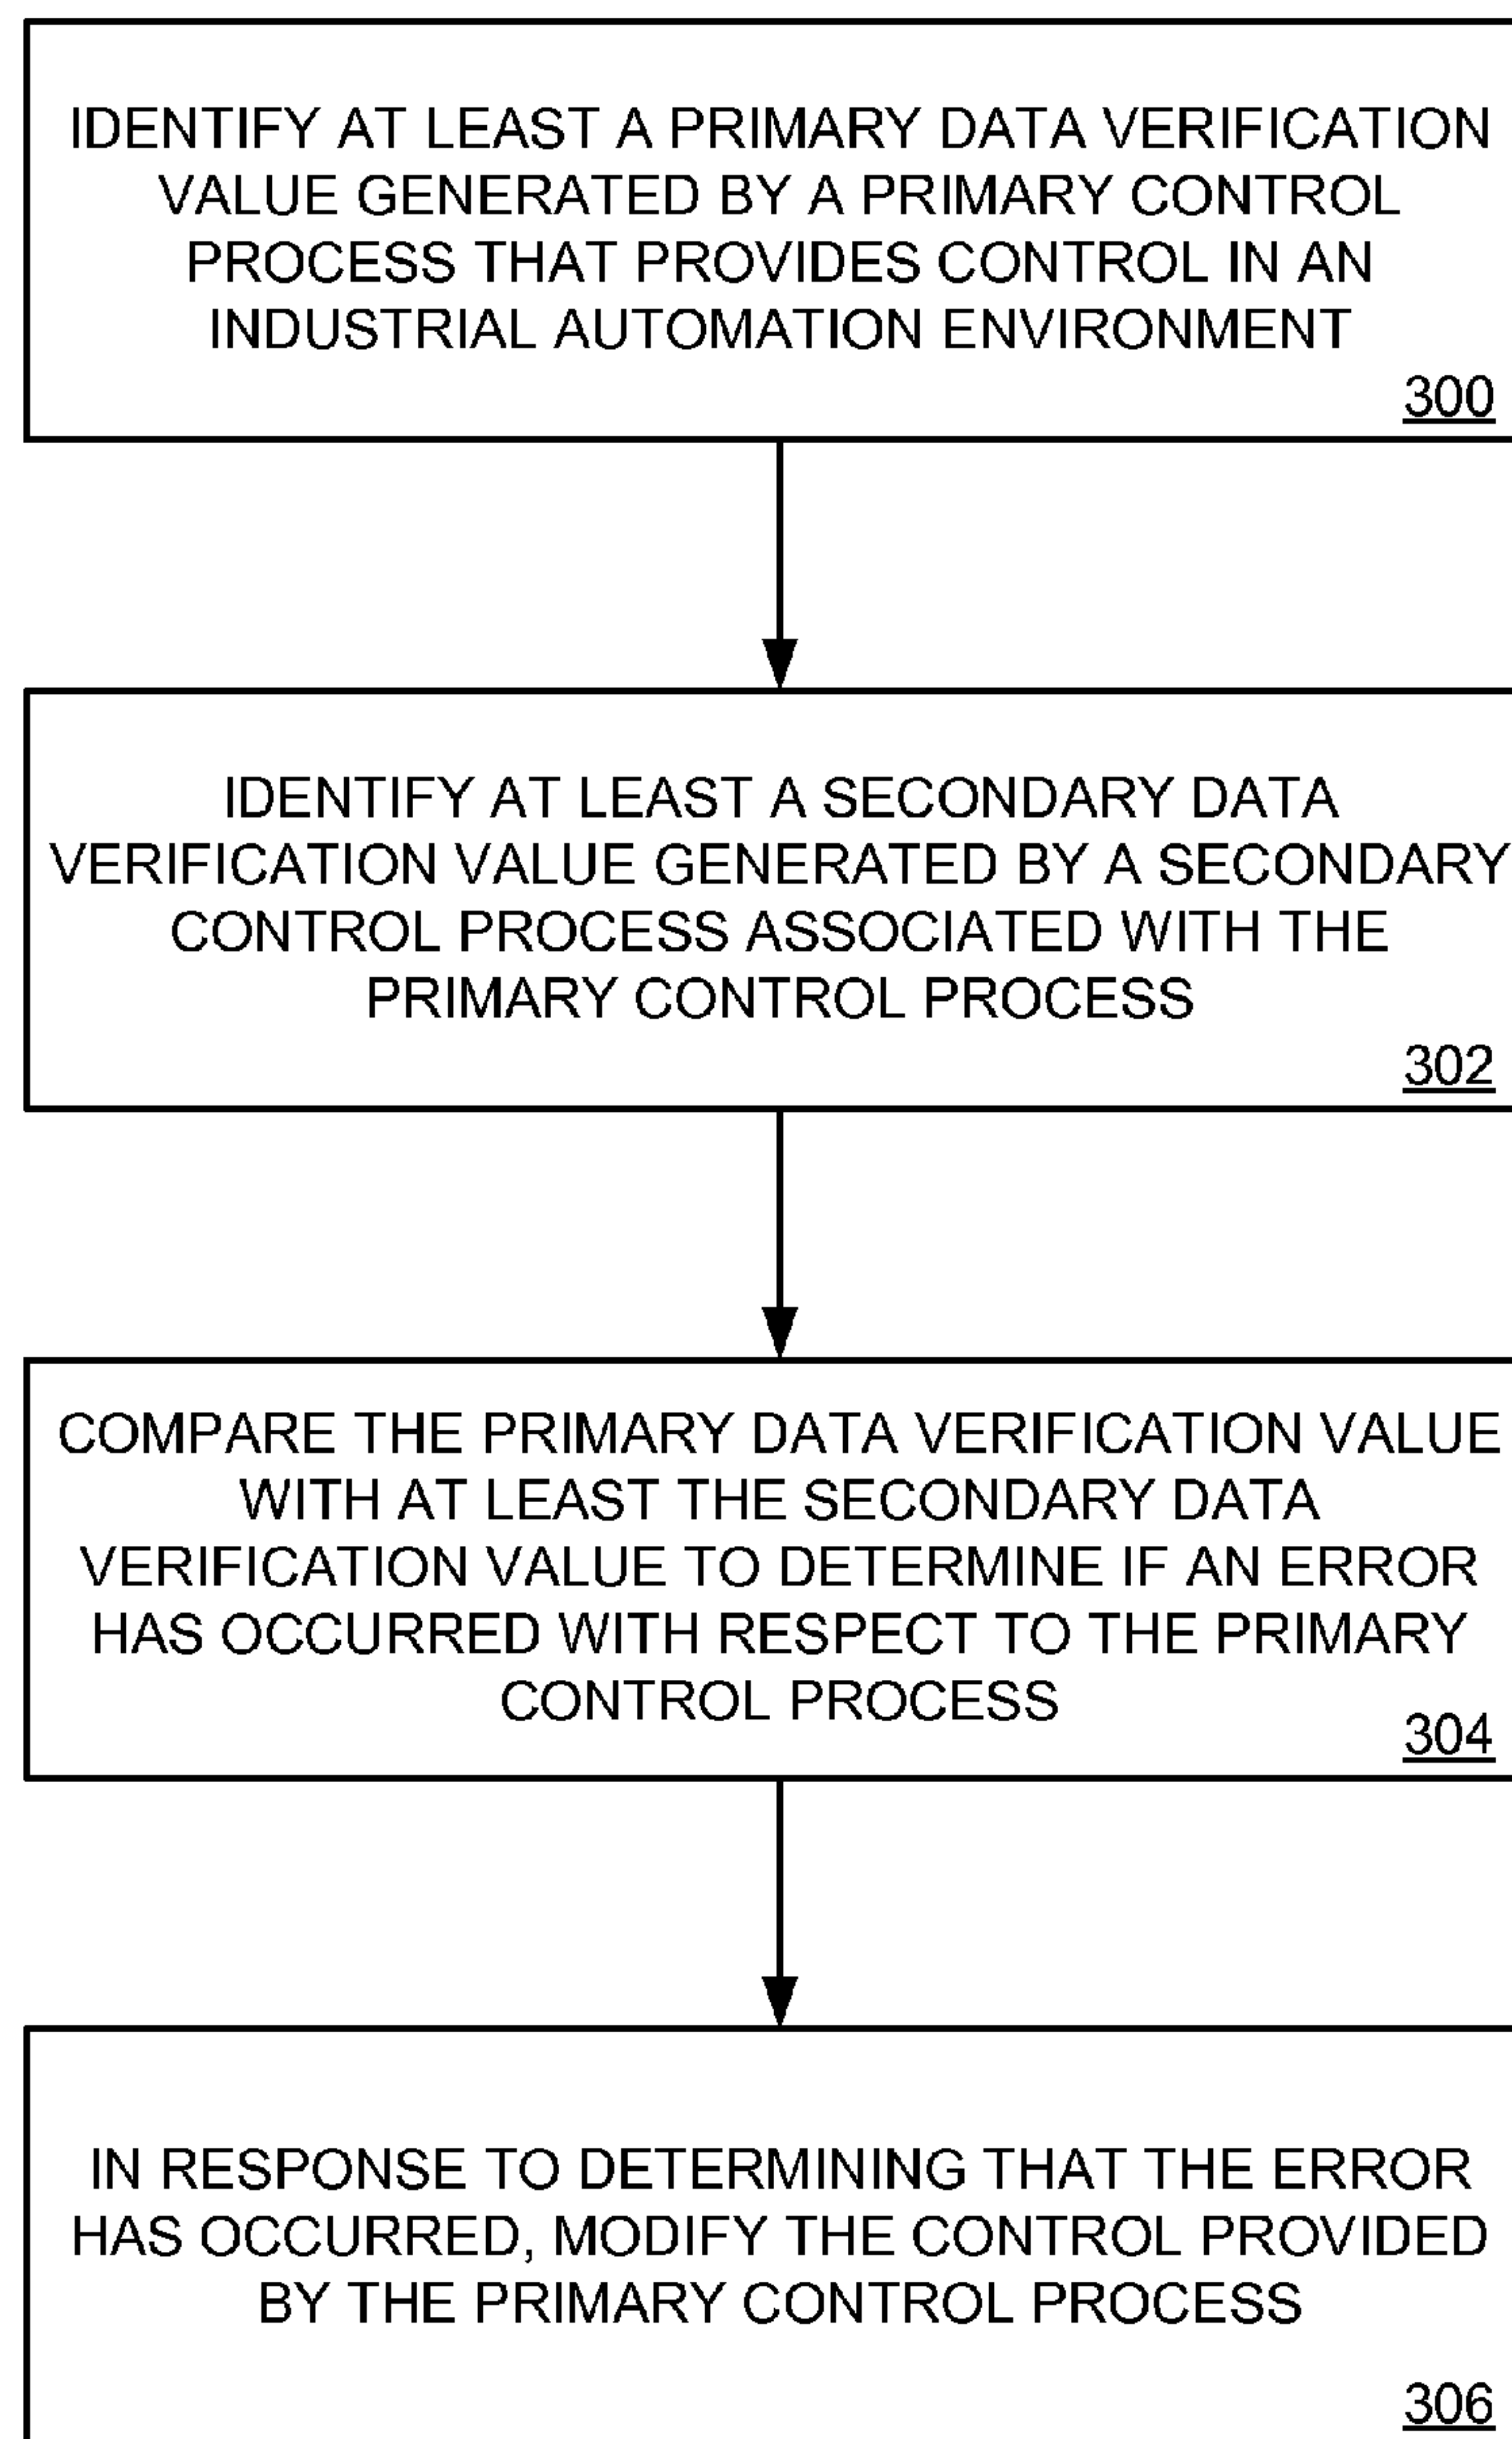 IDENTIFY AT LEAST A PRIMARY DATA VERIFICATION
VALUE GENERATED BY A PRIMARY CONTROL
PROCESS THAT PROVIDES CONTROL IN AN
INDUSTRIAL AUTOMATION ENVIRONMENT
300
IDENTIFY AT LEAST A SECONDARY DATA
VERIFICATION VALUE GENERATED BY A SECONDARY
CONTROL PROCESS ASSOCIATED WITH THE
PRIMARY CONTROL PROCESS
302
COMPARE THE PRIMARY DATA VERIFICATION VALUE
WITH AT LEAST THE SECONDARY DATA
VERIFICATION VALUE TO DETERMINE IF AN ERROR
HAS OCCURRED WITH RESPECT TO THE PRIMARY
CONTROL PROCESS
304
IN RESPONSE TO DETERMINING THAT THE ERROR
HAS OCCURRED, MODIFY THE CONTROL PROVIDED
BY THE PRIMARY CONTROL PROCESS
306